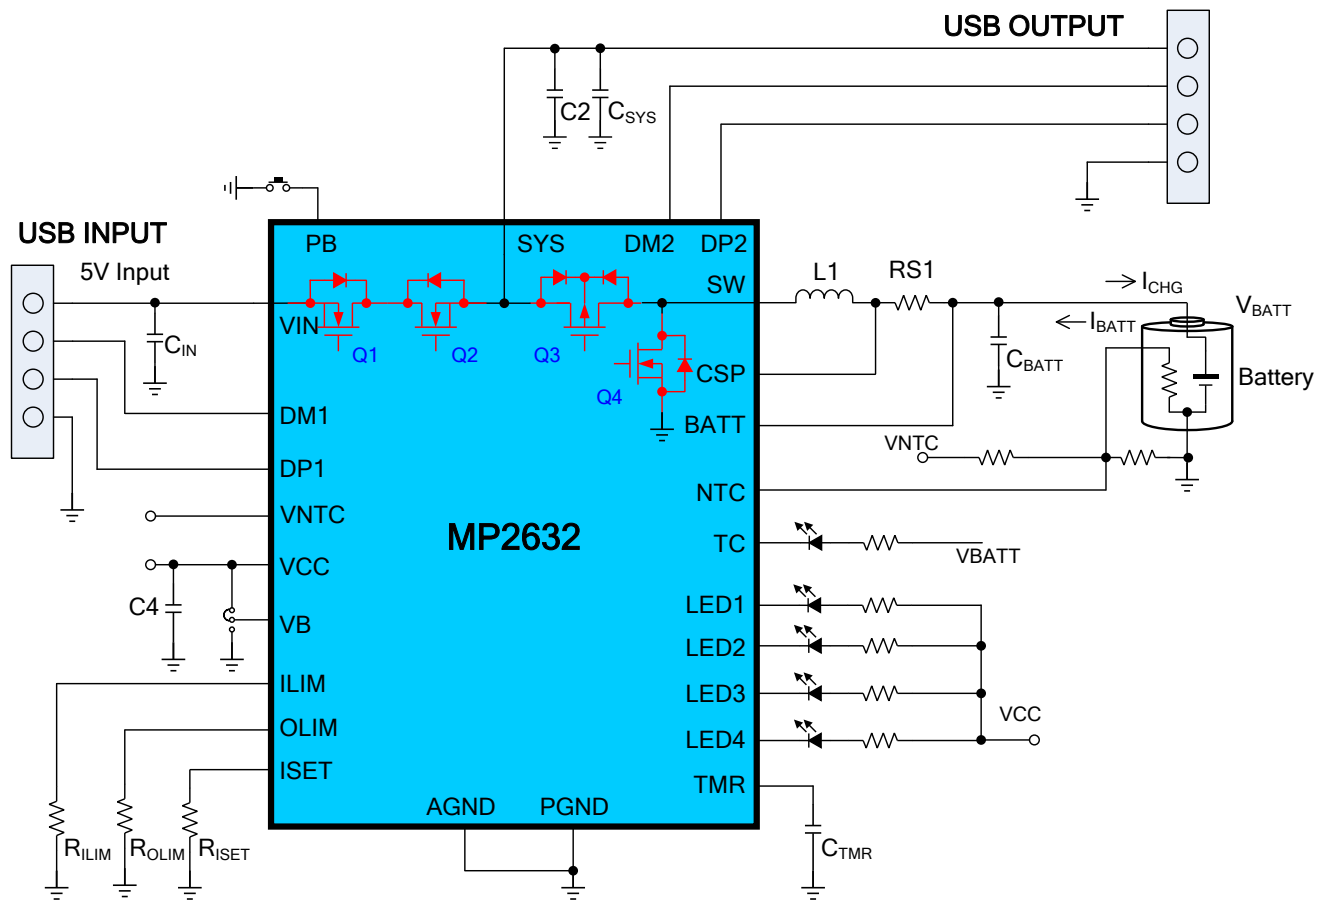 USB OUTPUT
C2
CSYS
USB INPUT
5V Input
PB
SYS
DM2
DP2
SW
L1
RS1
ICHG
IBATT
VBATT
VIN
CIN
Q1
Q2
Q3
Q4
CSP
CBATT
Battery
DM1
BATT
VNTC
DP1
NTC
VNTC
MP2632
TC
VBATT
VCC
C4
VB
LED1
LED2
ILIM
LED3
OLIM
LED4
VCC
ISET
TMR
AGND
PGND
RILIM
ROLIM
RISET
CTMR